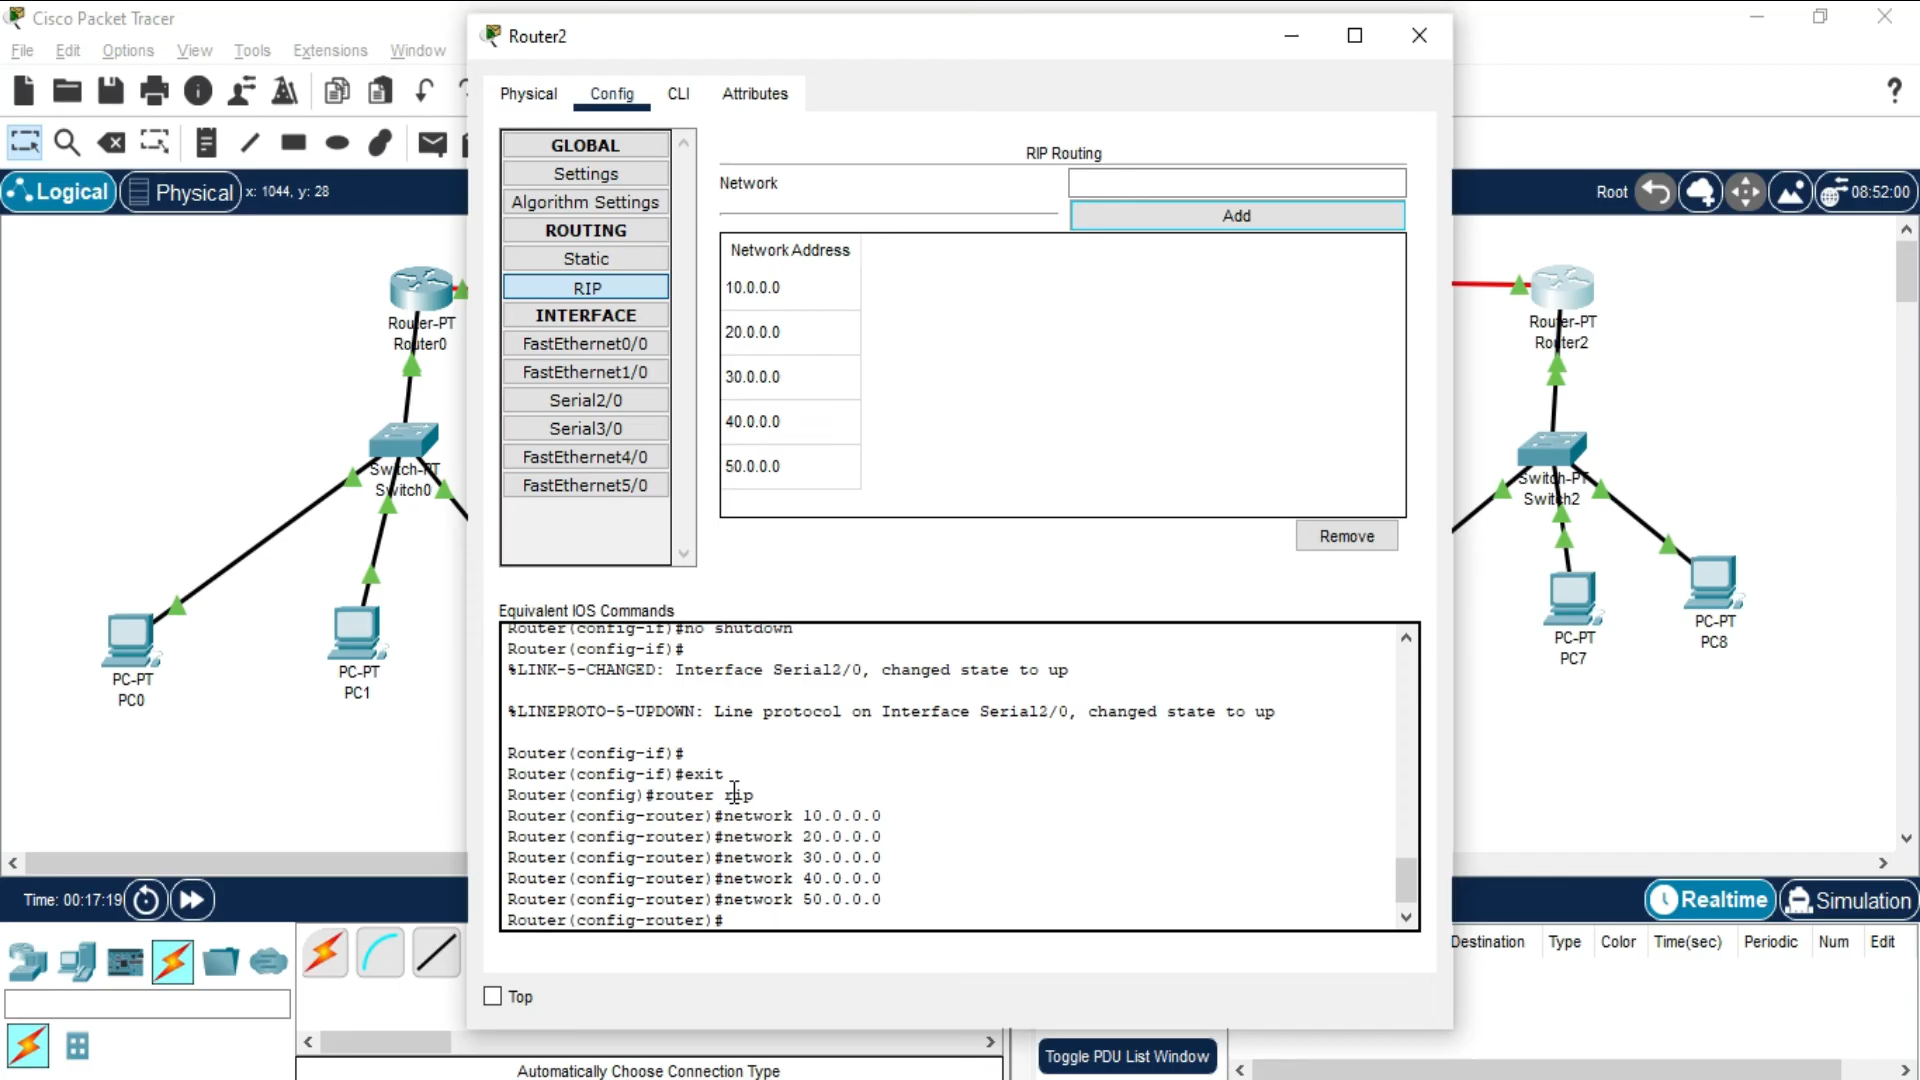 Cisco Packet Tracer
File Edit Options View Tools Extensions Window
Logical
Physical
x: 1044, y: 28
Root
08:52:00
Router2
Physical
Config
CLI
Attributes
GLOBAL
Settings
Algorithm Settings
ROUTING
Static
RIP
INTERFACE
FastEthernet0/0
FastEthernet1/0
Serial2/0
Serial3/0
FastEthernet4/0
FastEthernet5/0
RIP Routing
Network
Add
Network Address
10.0.0.0
20.0.0.0
30.0.0.0
40.0.0.0
50.0.0.0
Remove
Equivalent IOS Commands
Router(config-if)#no shutdown
Router(config-if)#
%LINK-5-CHANGED: Interface Serial2/0, changed state to up
%LINEPROTO-5-UPDOWN: Line protocol on Interface Serial2/0, changed state to up
Router(config-if)#
Router(config-if)#exit
Router(config)#router rip
Router(config-router)#network 10.0.0.0
Router(config-router)#network 20.0.0.0
Router(config-router)#network 30.0.0.0
Router(config-router)#network 40.0.0.0
Router(config-router)#network 50.0.0.0
Router(config-router)#
Top
Router-PT
Router0
Switch-PT
Switch0
PC-PT
PC0
PC-PT
PC1
Router-PT
Router2
Switch-PT
Switch2
PC-PT
PC7
PC-PT
PC8
Time: 00:17:19
Realtime
Simulation
Destination Type Color Time(sec) Periodic Num Edit
Toggle PDU List Window
Automatically Choose Connection Type